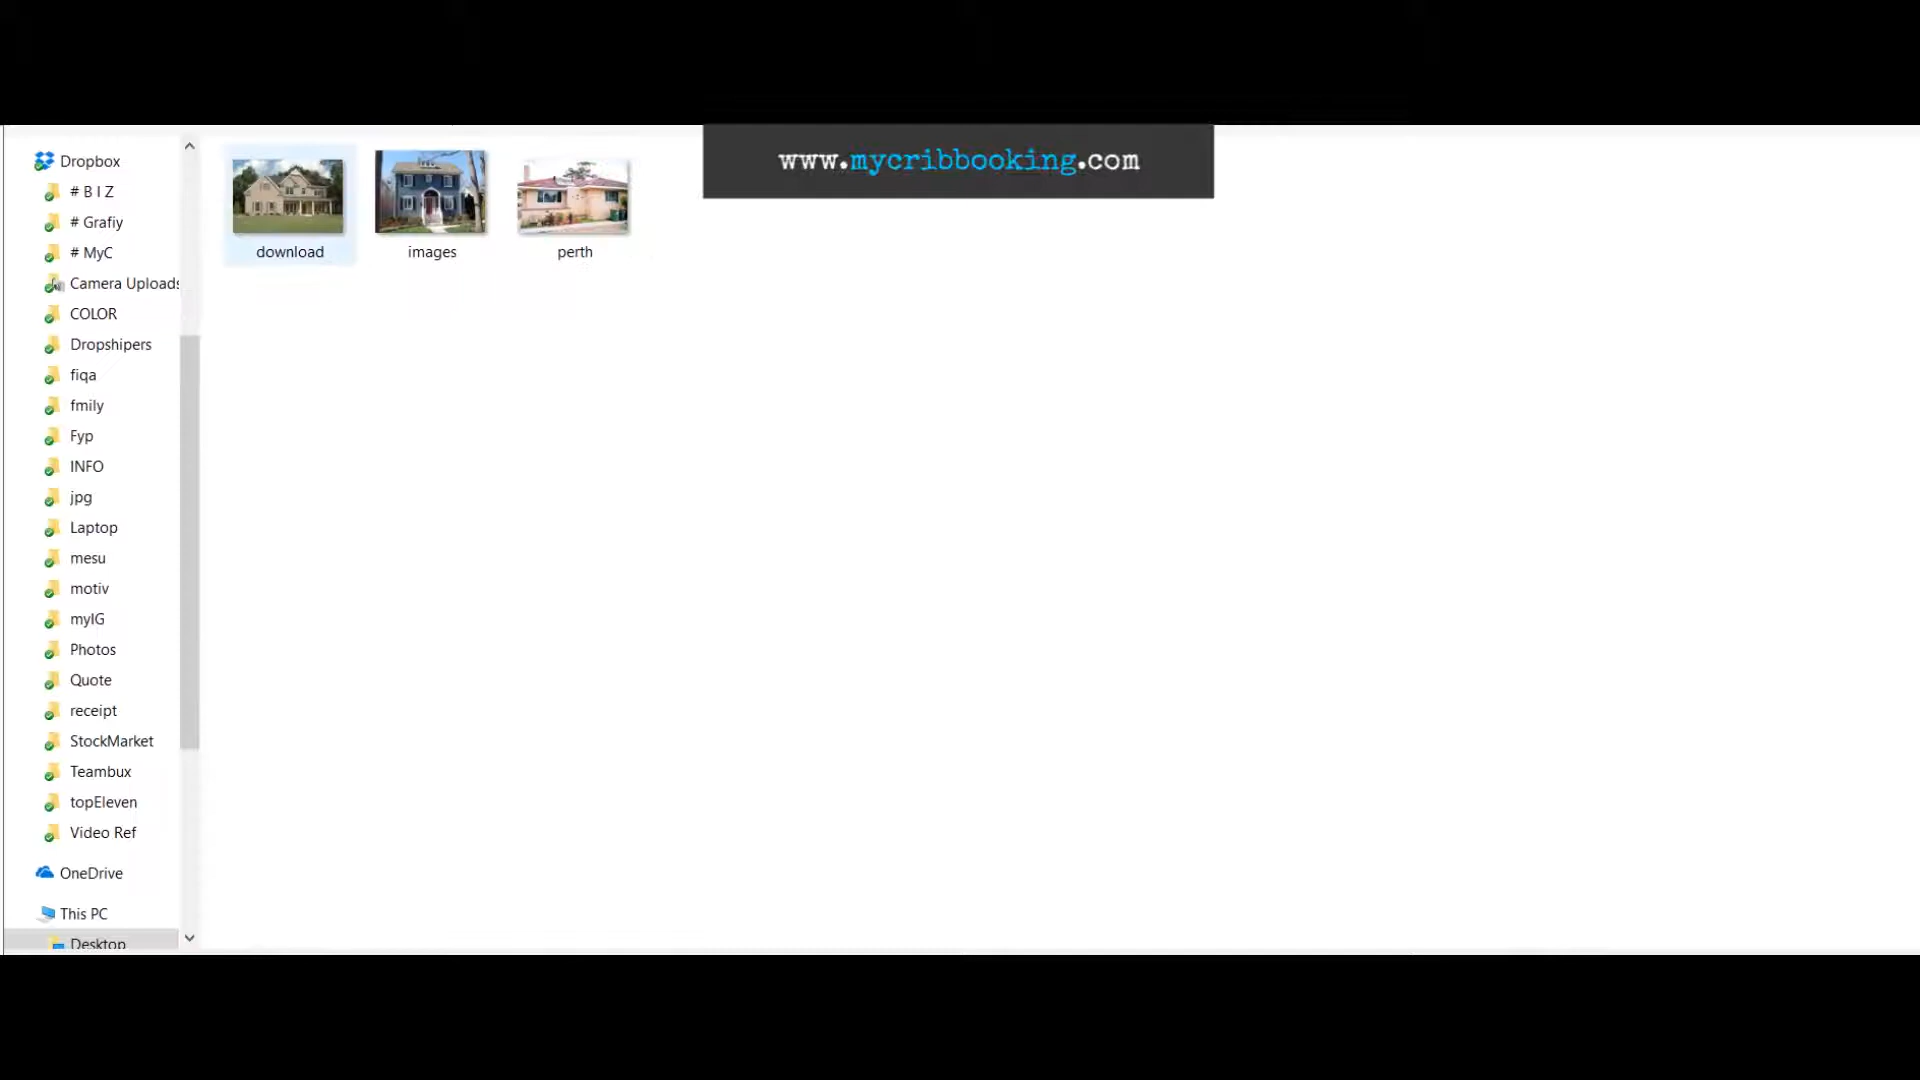 www.mycribbooking.com
Dropbox
# B I Z
# Grafiy
# MyC
Camera Uploads
COLOR
Dropshipers
fiqa
fmily
Fyp
INFO
jpg
Laptop
mesu
motiv
myIG
Photos
Quote
receipt
StockMarket
Teambux
topEleven
Video Ref
OneDrive
This PC
Desktop
download
images
perth